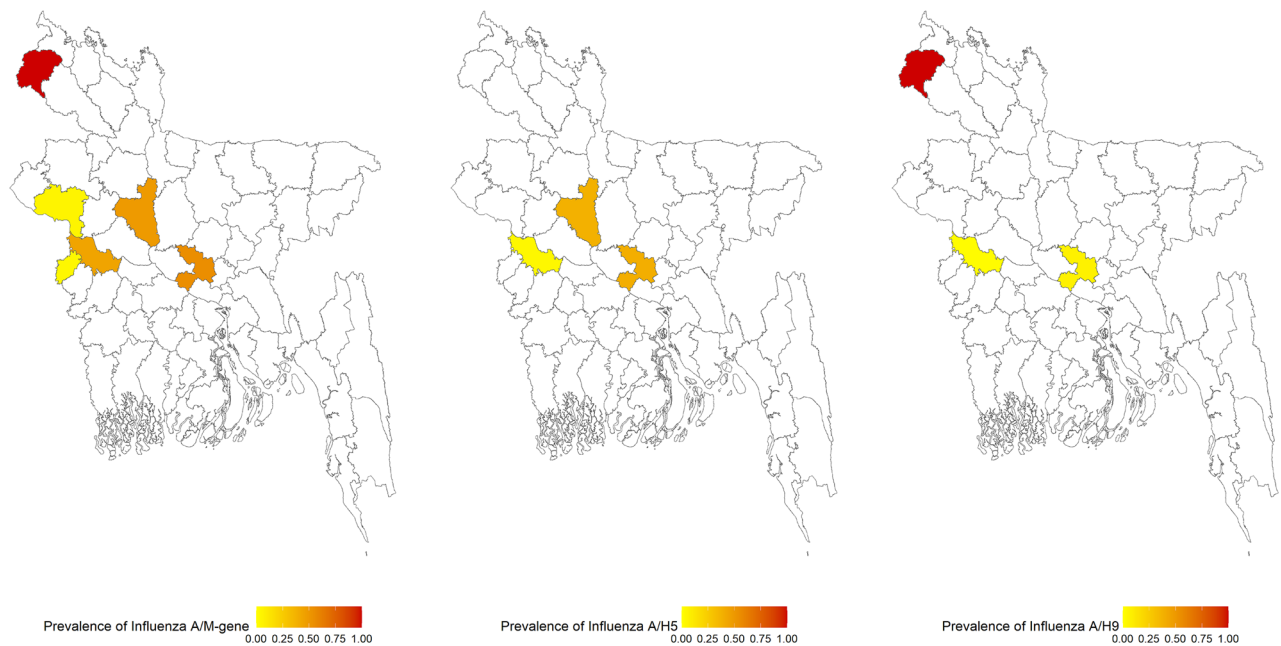 Prevalence of Influenza A/M-gene
0.00 0.25 0.50 0.75 1.00
Prevalence of Influenza A/H5
0.00 0.25 0.50 0.75 1.00
Prevalence of Influenza A/H9
0.00 0.25 0.50 0.75 1.00